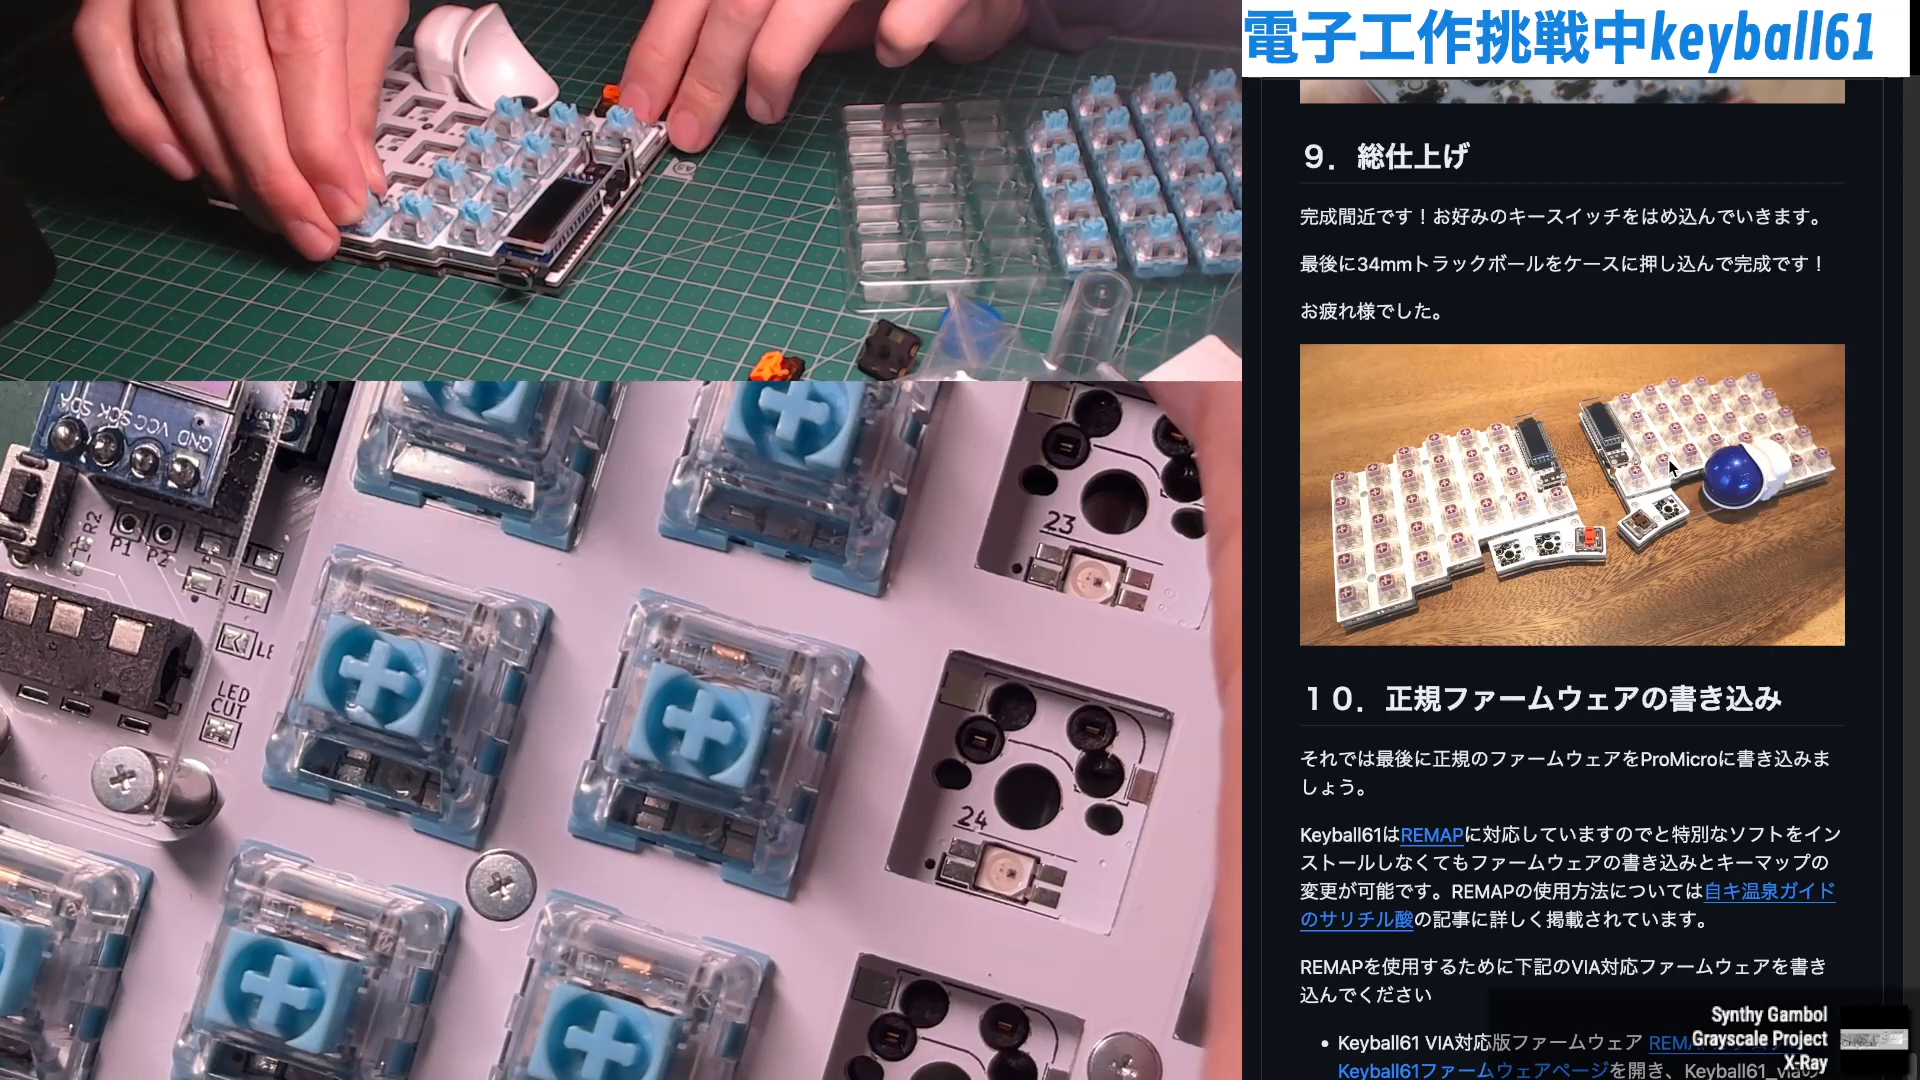 電子工作挑戦中keyball61
９．総仕上げ
完成間近です！お好みのキースイッチをはめ込んでいきます。
最後に34mmトラックボールをケースに押し込んで完成です！
お疲れ様でした。
１０．正規ファームウェアの書き込み
それでは最後に正規のファームウェアをProMicroに書き込みま
しょう。
Keyball61はREMAPに対応していますのでと特別なソフトをイン
ストールしなくてもファームウェアの書き込みとキーマップの
変更が可能です。REMAPの使用方法については自キ温泉ガイド
のサリチル酸の記事に詳しく掲載されています。
REMAPを使用するために下記のVIA対応ファームウェアを書き
込んでください
Keyball61 VIA対応版ファームウェア
Keyball61ファームウェアページを開き、Keyball61_viaの
Synthy Gambol
Grayscale Project
X-Ray
SDA
SCK
VCC
GND
R2
P1 P2
LED
CUT
23
24